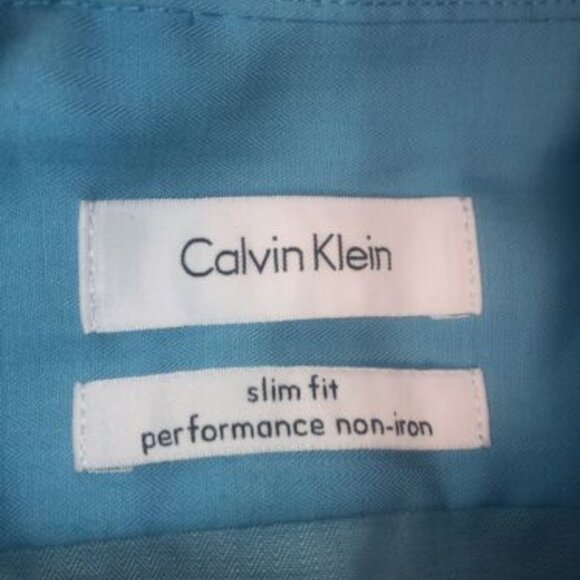 Calvin Klein
slim fit
performance non-iron